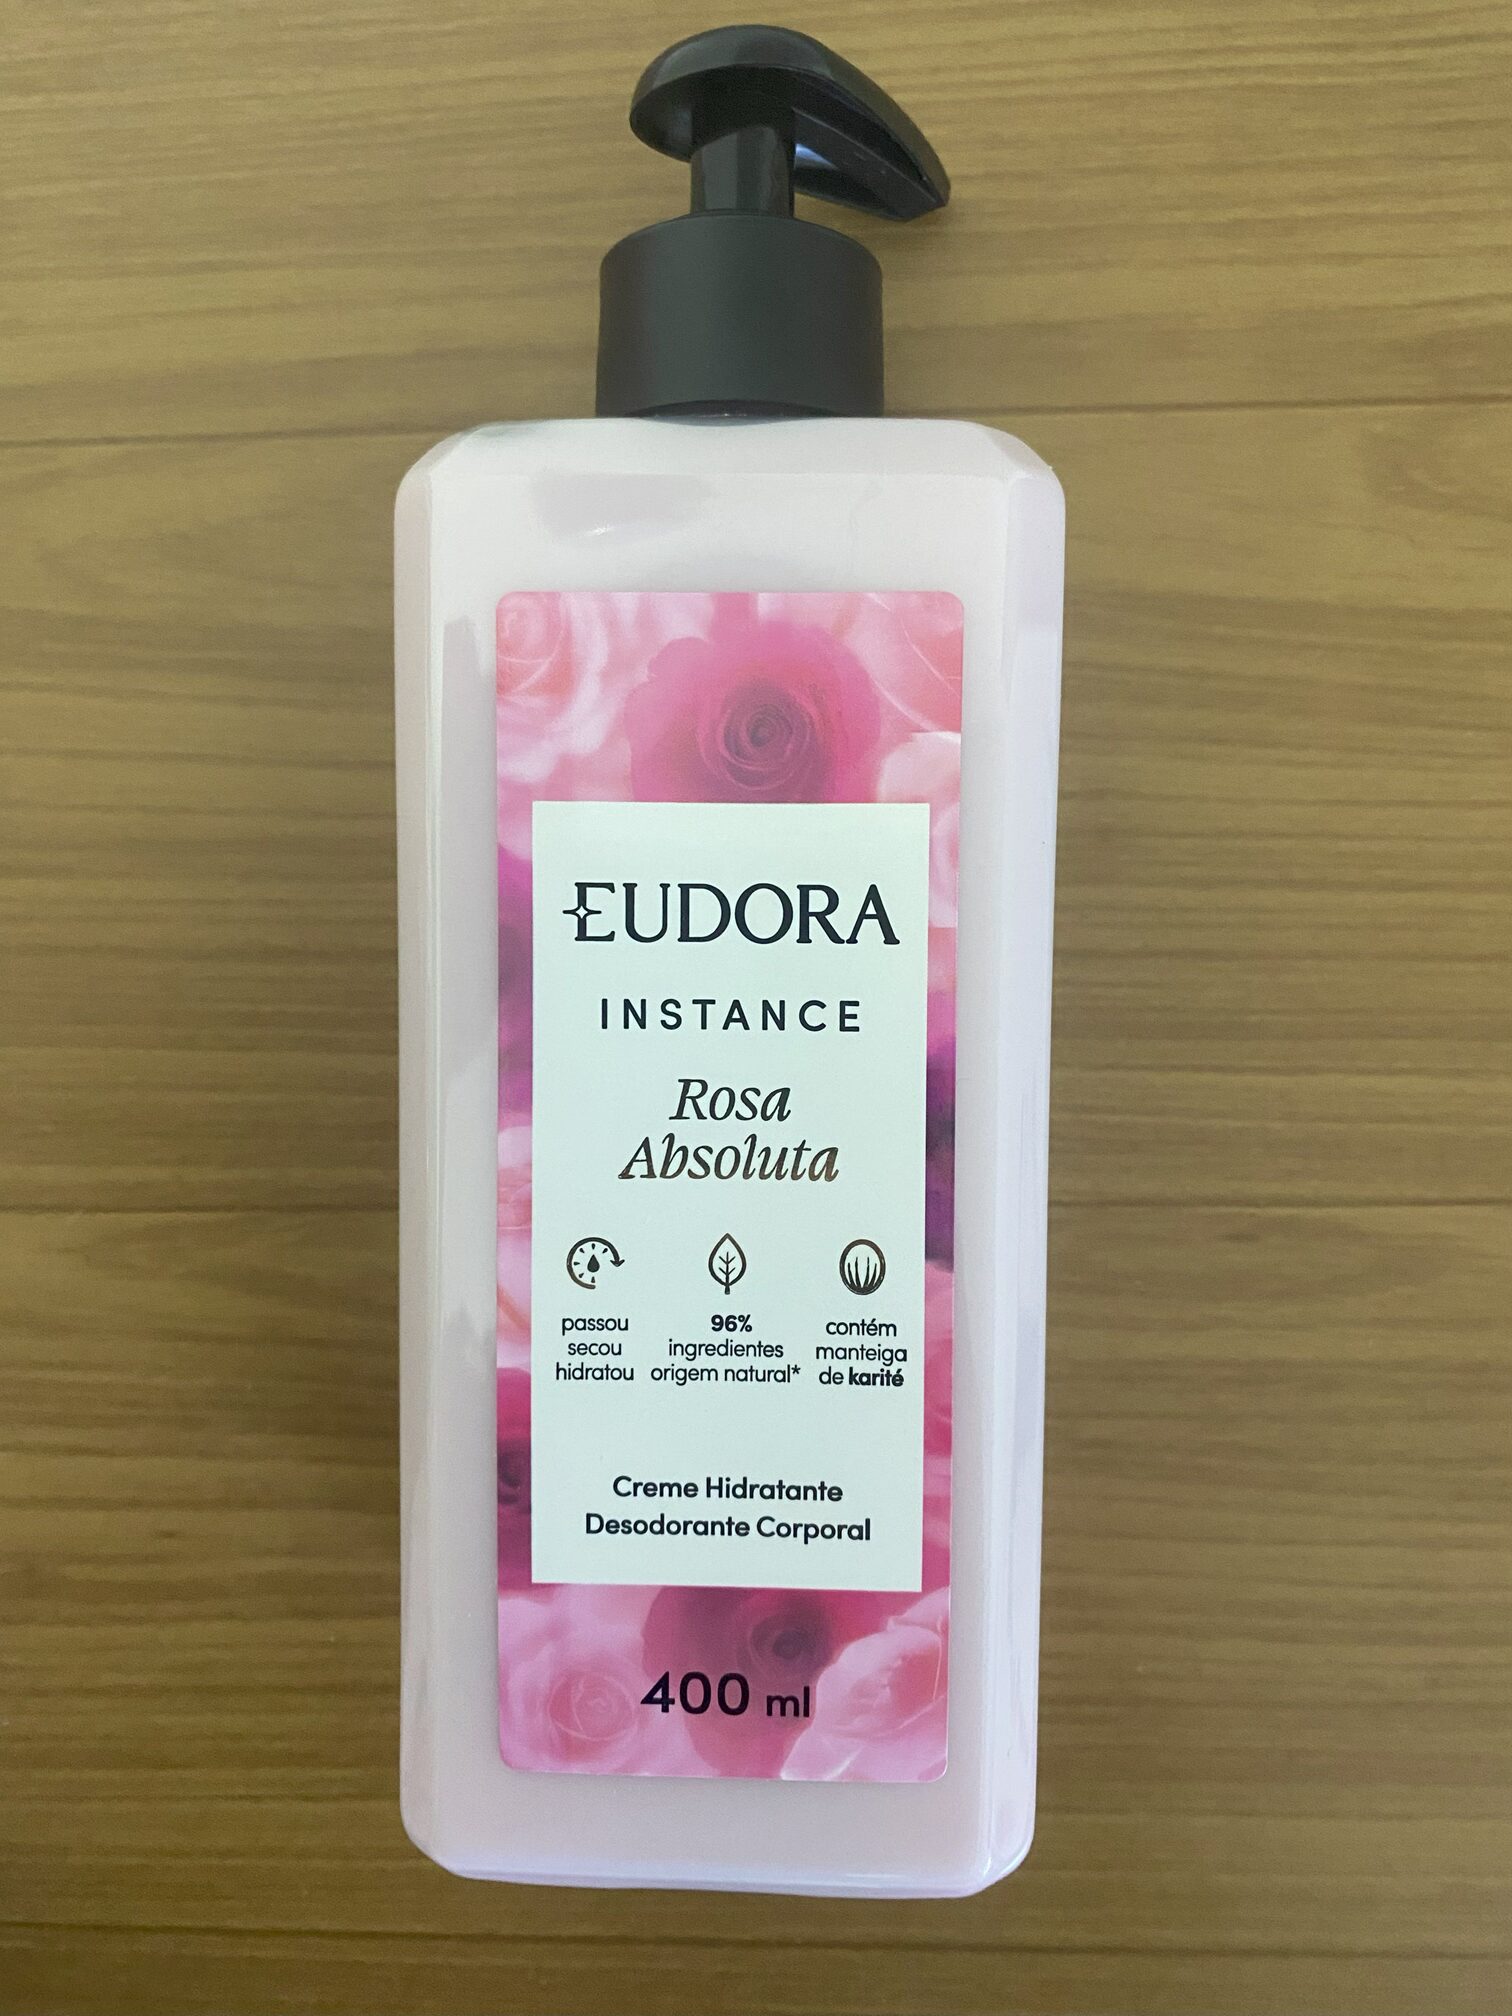 EUDORA
INSTANCE
Rosa
Absoluta
passou
secou
hidratou
96%
ingredientes
origem natural*
contém
manteiga
de karité
Creme Hidratante
Desodorante Corporal
400 ml